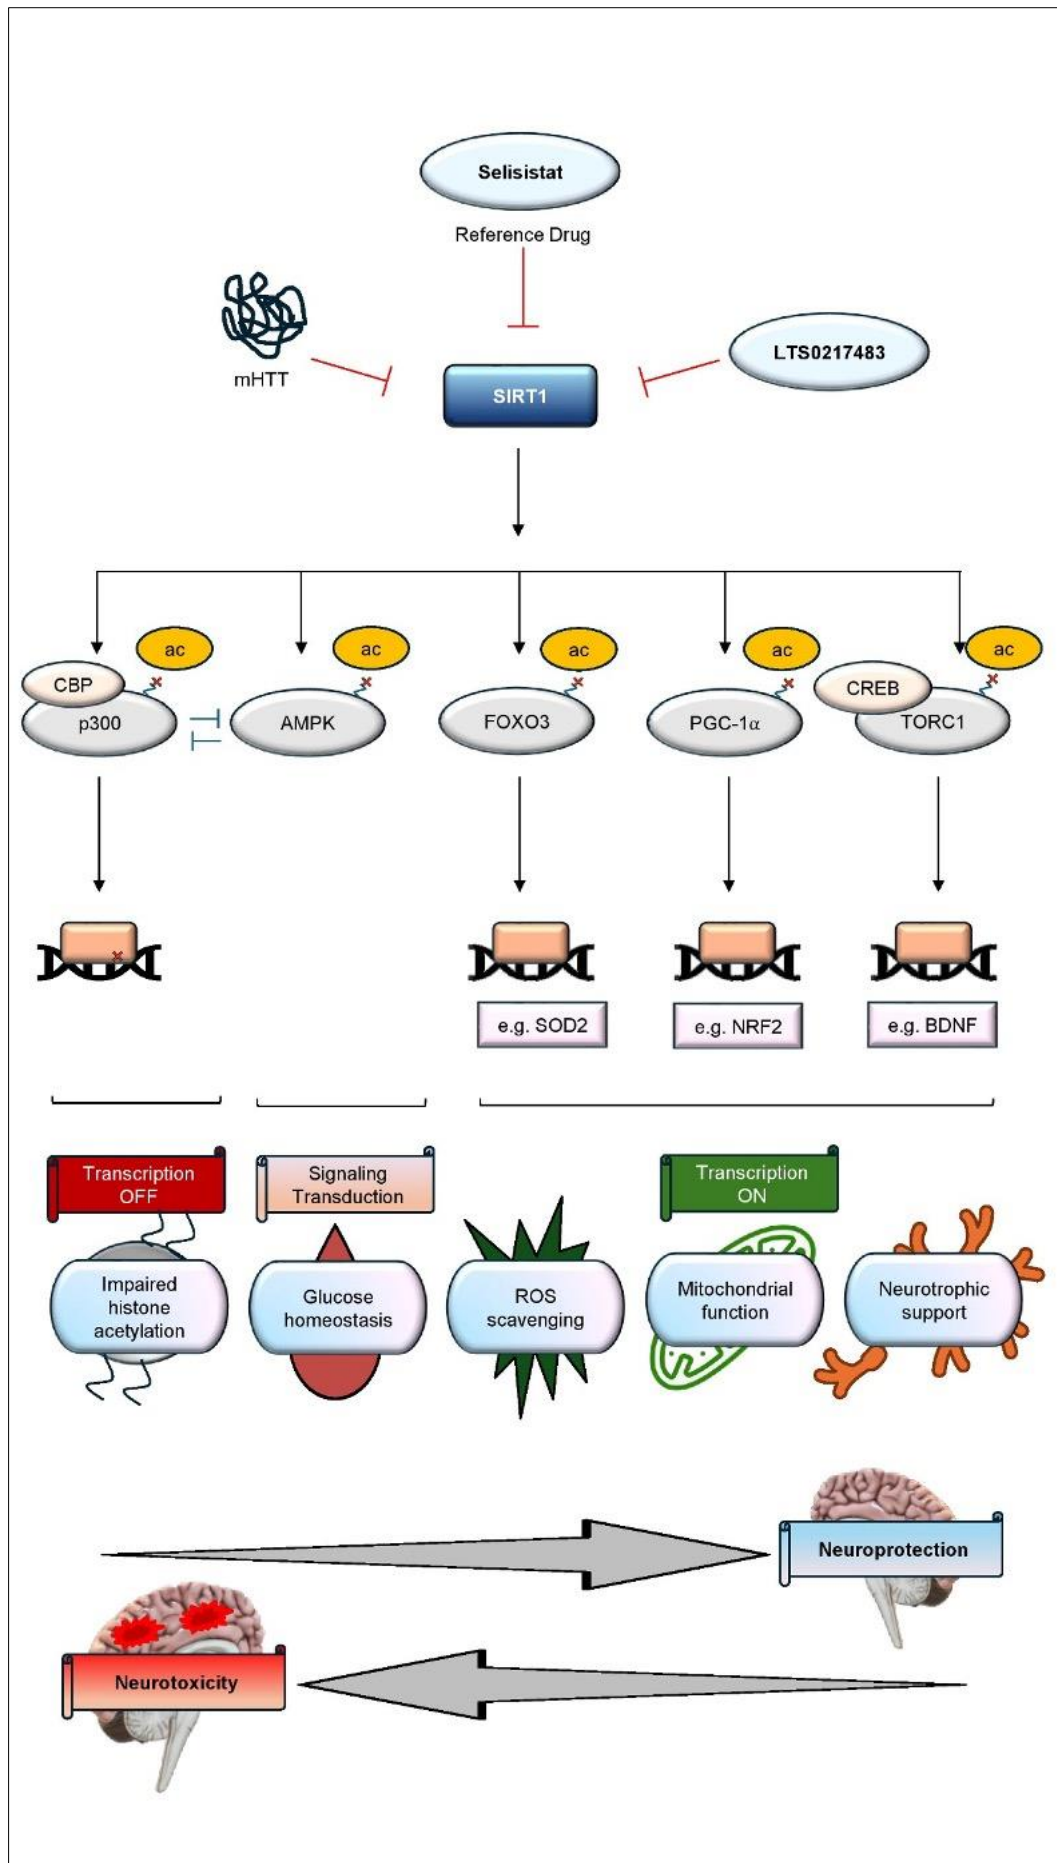 Selisistat
Reference Drug
mHTT
LTS0217483
SIRT1
ac
ac
ac
ac
ac
CBP
p300
AMPK
FOXO3
PGC-1α
CREB
TORC1
e.g. SOD2
e.g. NRF2
e.g. BDNF
Transcription
OFF
Signaling
Transduction
Transcription
ON
Impaired
histone
acetylation
Glucose
homeostasis
ROS
scavenging
Mitochondrial
function
Neurotrophic
support
Neuroprotection
Neurotoxicity